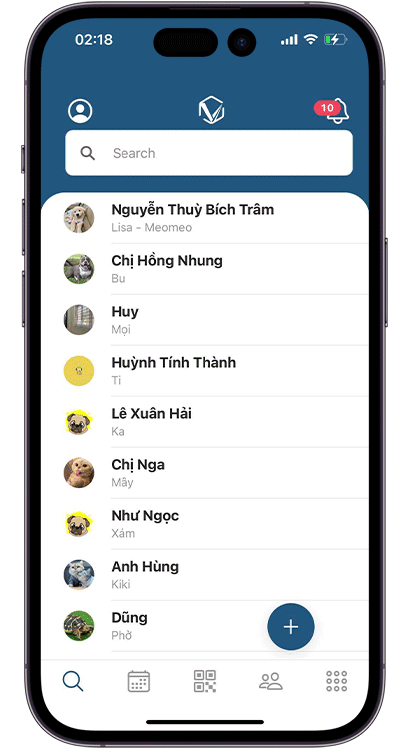 02:18
10
Search
Nguyễn Thuỳ Bích Trâm
Lisa - Meomeo
Chị Hồng Nhung
Bu
Huy
Mọi
Huỳnh Tính Thành
Ti
Lê Xuân Hải
Ka
Chị Nga
Mây
Như Ngọc
Xám
Anh Hùng
Kiki
Dũng
Phở